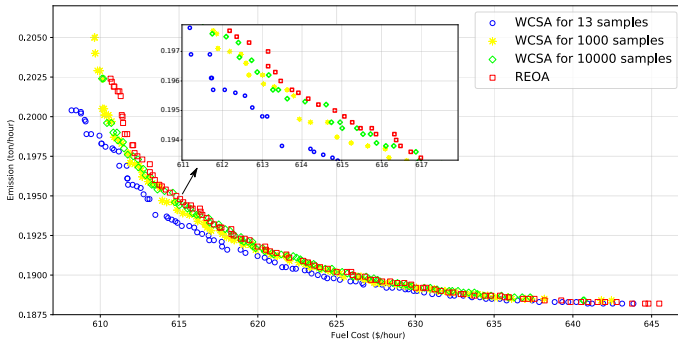 WCSA for 13 samples
WCSA for 1000 samples
WCSA for 10000 samples
REOA
0,2050
0,2025
0,2000
0,1975
0,1950
0,1925
0,1900
0,1875
Emission (ton/hour)
0,197
0,196
0,195
0,194
611 612 613 614 615 616 617
610 615 620 625 630 635 640 645
Fuel Cost ($/hour)